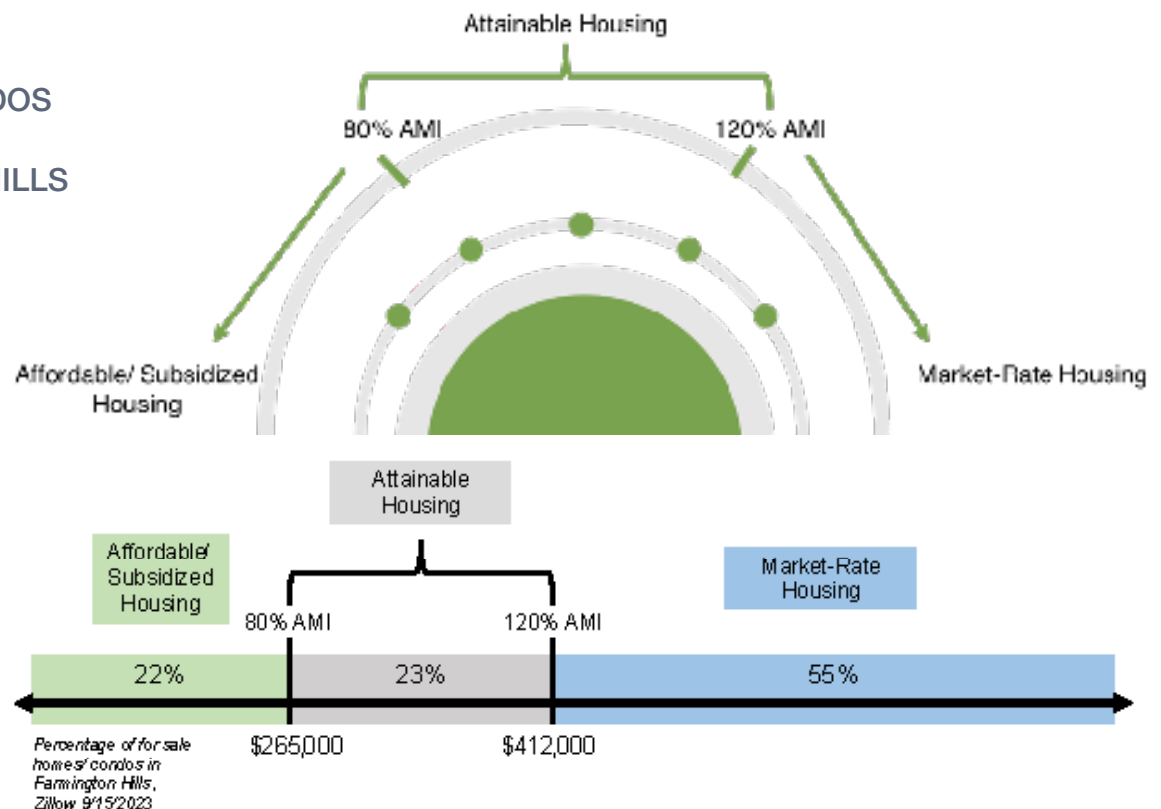 Attainable Housing
OOS
80% AMI
120% AMI
ILLS
Affordable/ Subsidized
Housing
Market-Rate Housing
Attainable
Housing
Affordable/
Subsidized
Housing
Market-Rate
Housing
80% AMI
120% AMI
22%
23%
55%
Percentage of for sale
homes/ condos in
Farmington Hills,
Zillow 9/15/2023
$265,000
$412,000